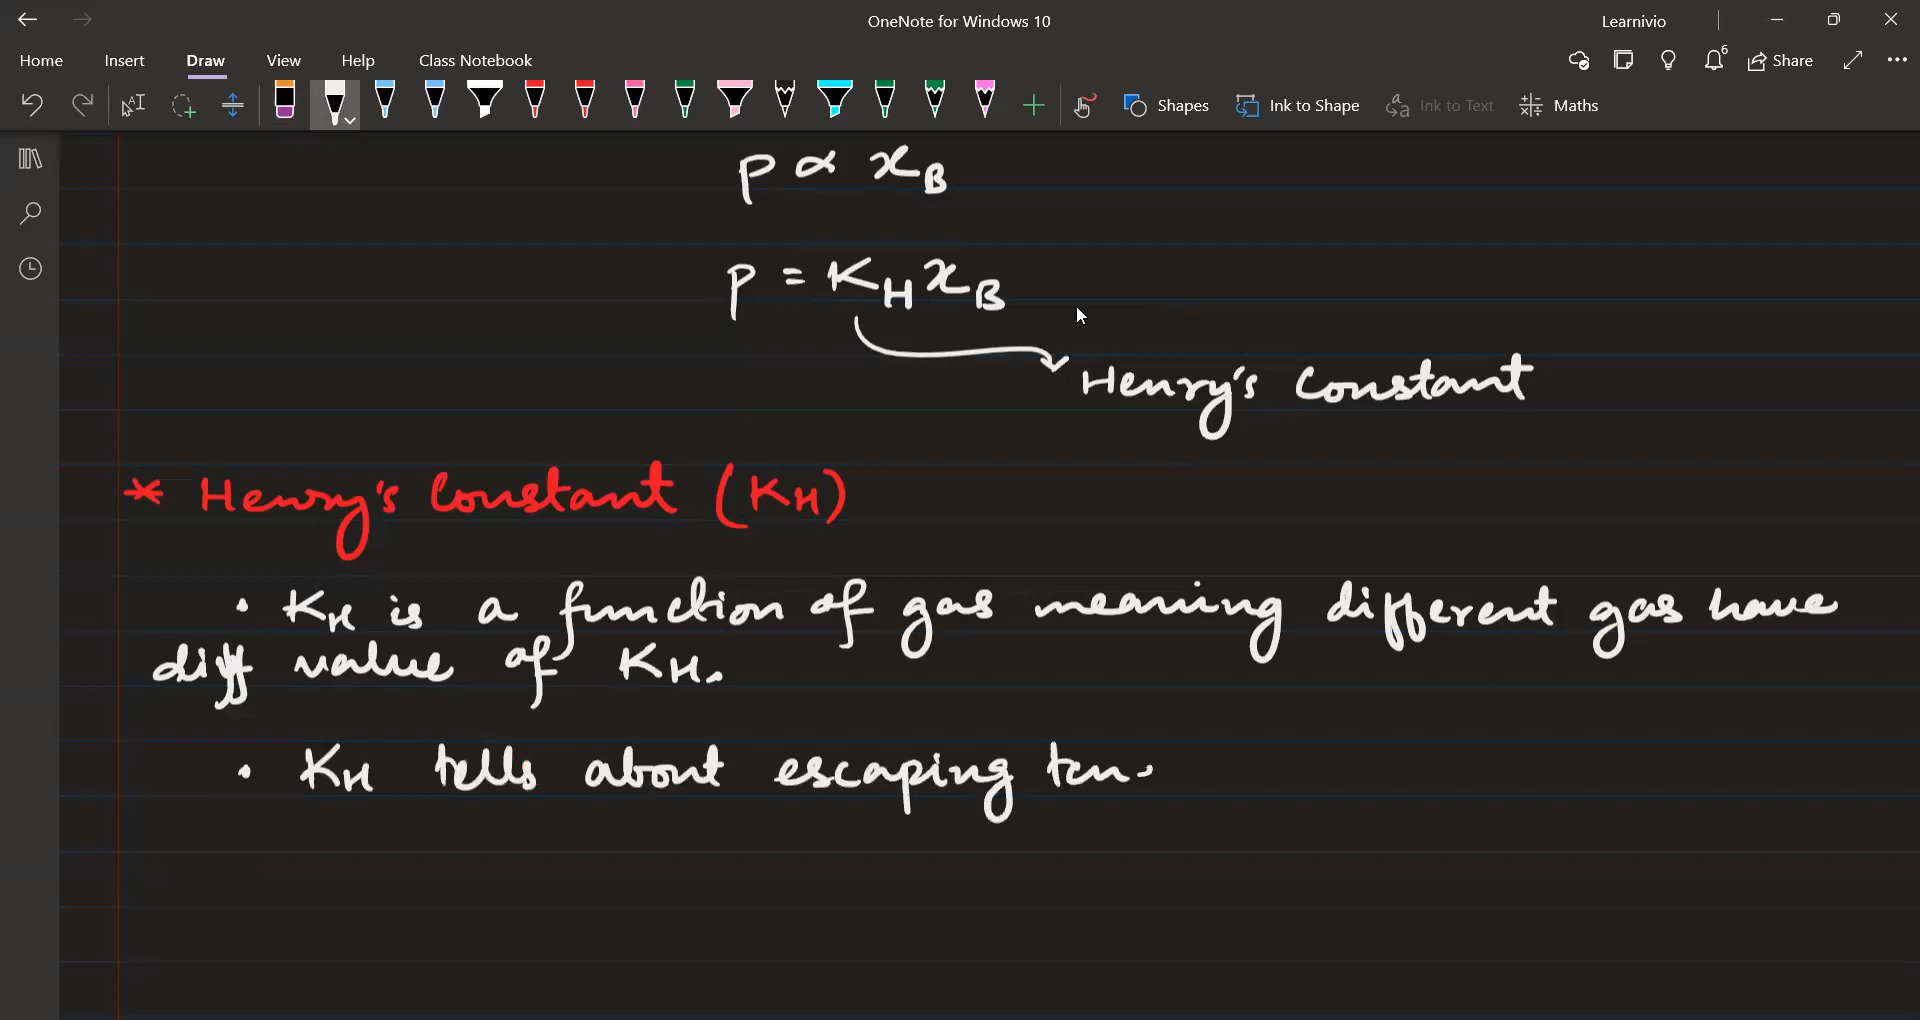 OneNote for Windows 10
Learnivio
Home Insert Draw View Help Class Notebook
6
Share
Shapes Ink to Shape Ink to Text Maths
p ∝ xB
p = KH xB
Henry's Constant
* Henry's Constant (KH)
• KH is a function of gas meaning different gas have
diff value of KH.
• KH tells about escaping ten